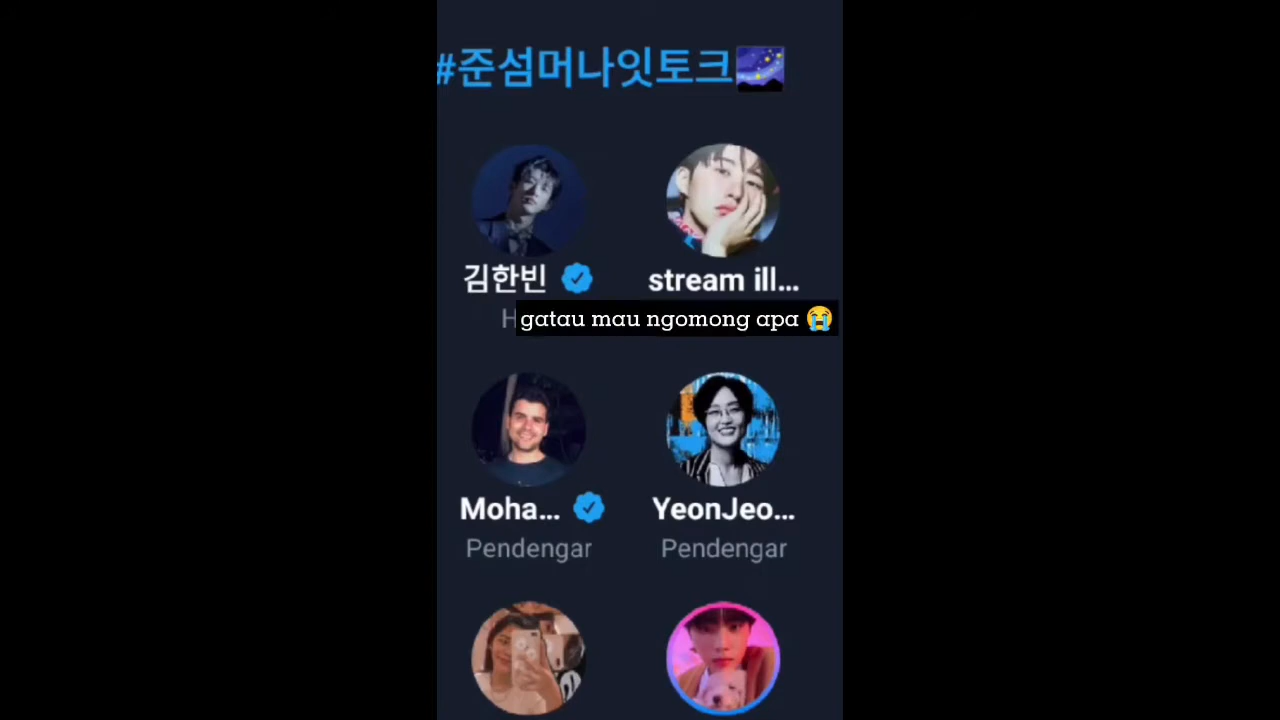 #준섬머나잇토크🌌
김한빈
stream ill...
gatau mau ngomong apa 😭
Moha...
YeonJeo...
Pendengar
Pendengar